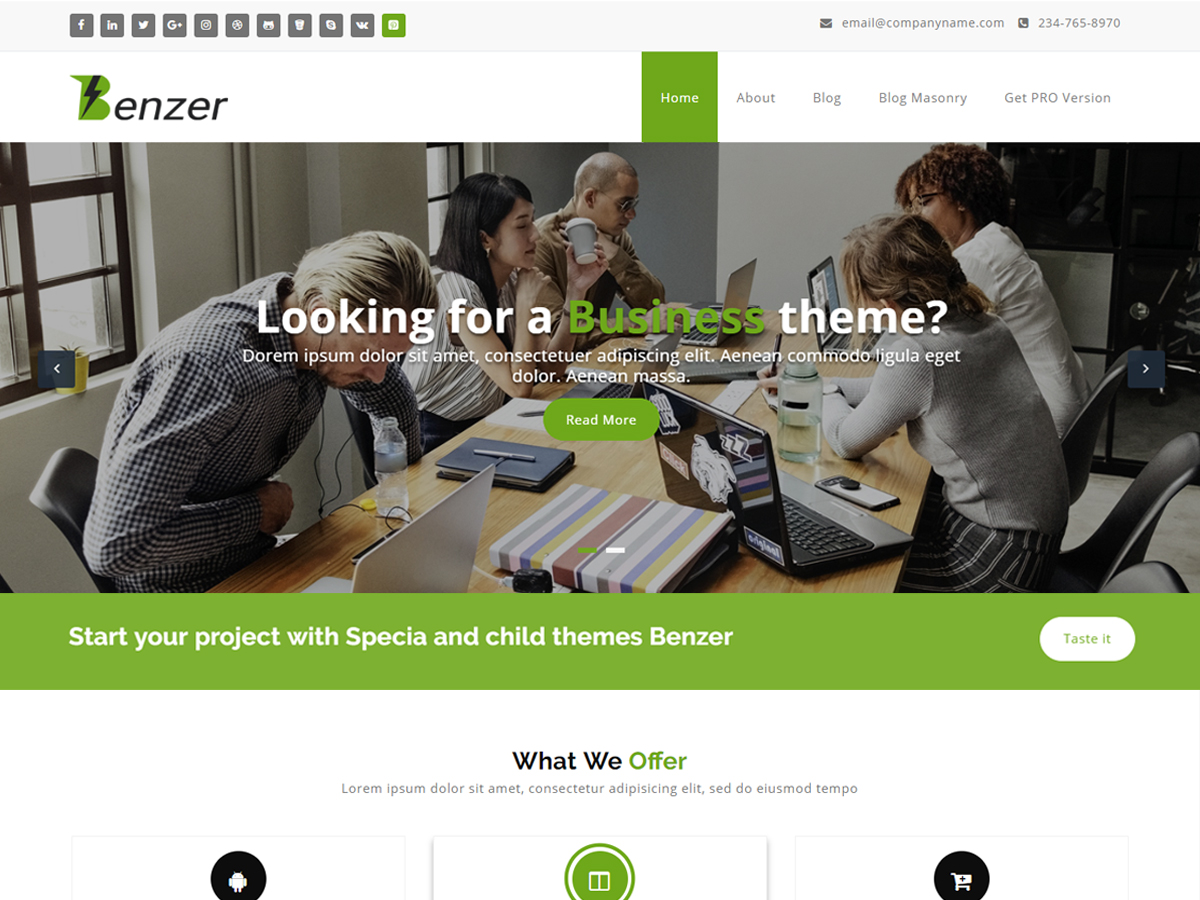 email@companyname.com 234-765-8970
Benzer
Home About Blog Blog Masonry Get PRO Version
Looking for a Business theme?
Dorem ipsum dolor sit amet, consectetuer adipiscing elit. Aenean commodo ligula eget
dolor. Aenean massa.
Read More
original
Start your project with Specia and child themes Benzer
Taste it
What We Offer
Lorem ipsum dolor sit amet, consectetur adipisicing elit, sed do eiusmod tempo